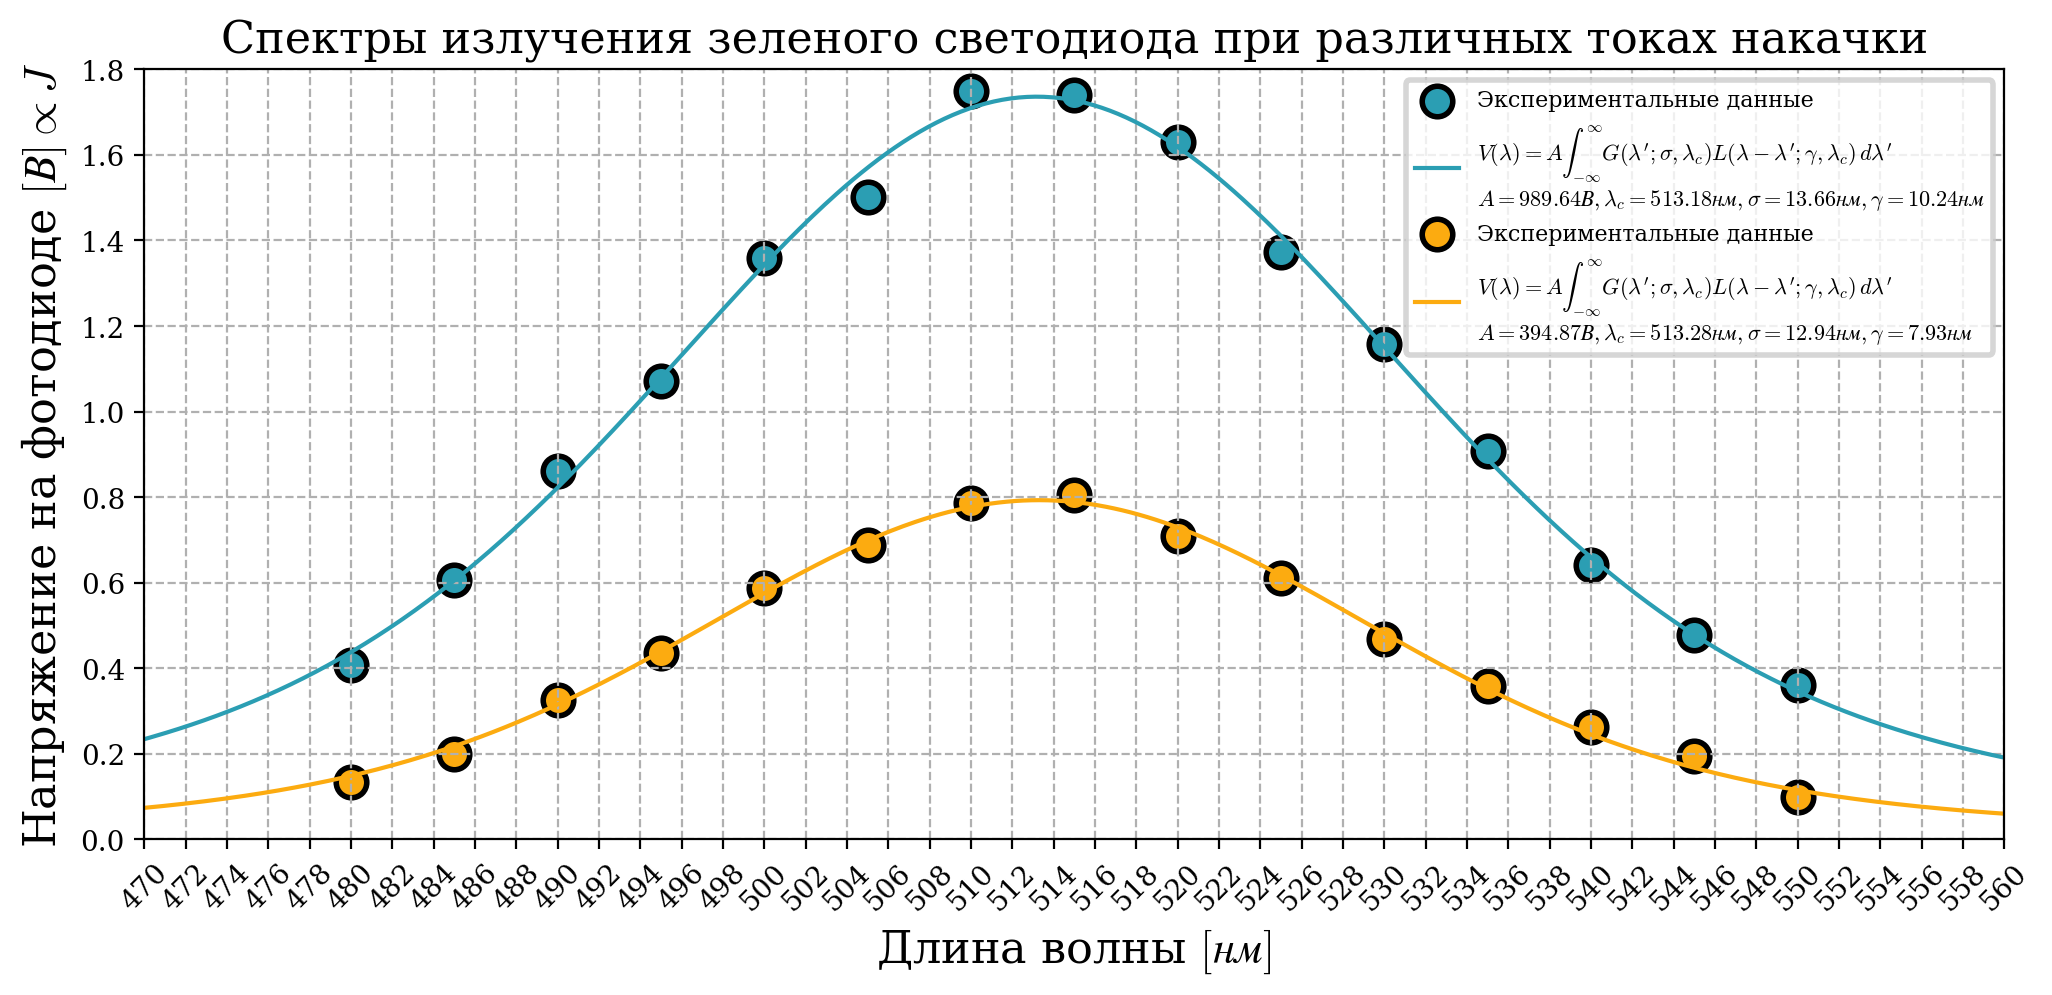 Спектры излучения зеленого светодиода при различных токах накачки
Напряжение на фотодиоде [В] ∝ J
1.8
1.6
1.4
1.2
1.0
0.8
0.6
0.4
0.2
0.0
Экспериментальные данные
V(λ) = A∫_{-∞}^{∞} G(λ′; σ, λ_c)L(λ − λ′; γ, λ_c) dλ′
A = 989.64В, λ_c = 513.18нм, σ = 13.66нм, γ = 10.24нм
Экспериментальные данные
V(λ) = A∫_{-∞}^{∞} G(λ′; σ, λ_c)L(λ − λ′; γ, λ_c) dλ′
A = 394.87В, λ_c = 513.28нм, σ = 12.94нм, γ = 7.93нм
470 472 474 476 478 480 482 484 486 488 490 492 494 496 498 500 502 504 506 508 510 512 514 516 518 520 522 524 526 528 530 532 534 536 538 540 542 544 546 548 550 552 554 556 558 560
Длина волны [нм]